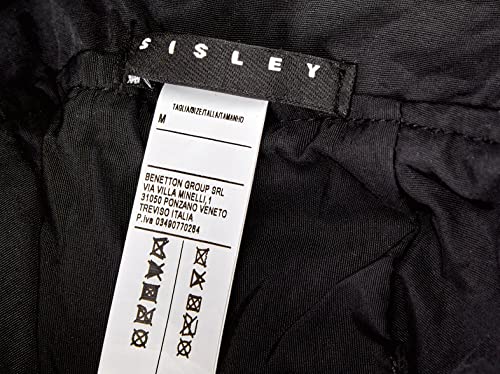 SISLEY
TAGLIA/SIZE/TALLA/TAMANHO
M
BENETTON GROUP SRL
VIA VILLA MINELLI,1
31050 PONZANO VENETO
TREVISO ITALIA
P.iva 03490770264